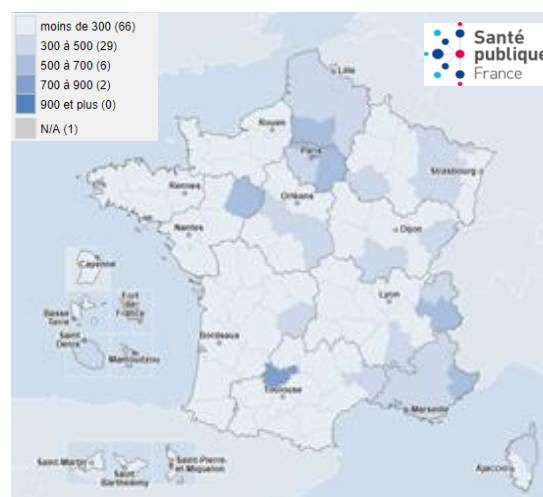 moins de 300 (66)
300 à 500 (29)
500 à 700 (6)
700 à 900 (2)
900 et plus (0)
N/A (1)
Santé
publique
France
Lille
Rouen
Paris
Strasbourg
Rennes
Orléans
Nantes
Dijon
Cayenne
Lyon
Fort
de
France
Basse
Terre
Saint
Denis
Mamoudzou
Bordeaux
Toulouse
Marseille
Saint-Martin
Saint-
Barthélemy
Saint-Pierre
et-Miquelon
Ajaccio